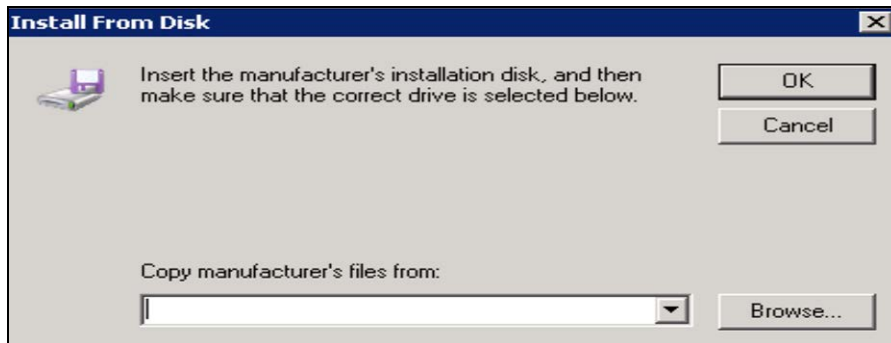 Install From Disk
Insert the manufacturer's installation disk, and then
make sure that the correct drive is selected below.
OK
Cancel
Copy manufacturer's files from:
Browse...